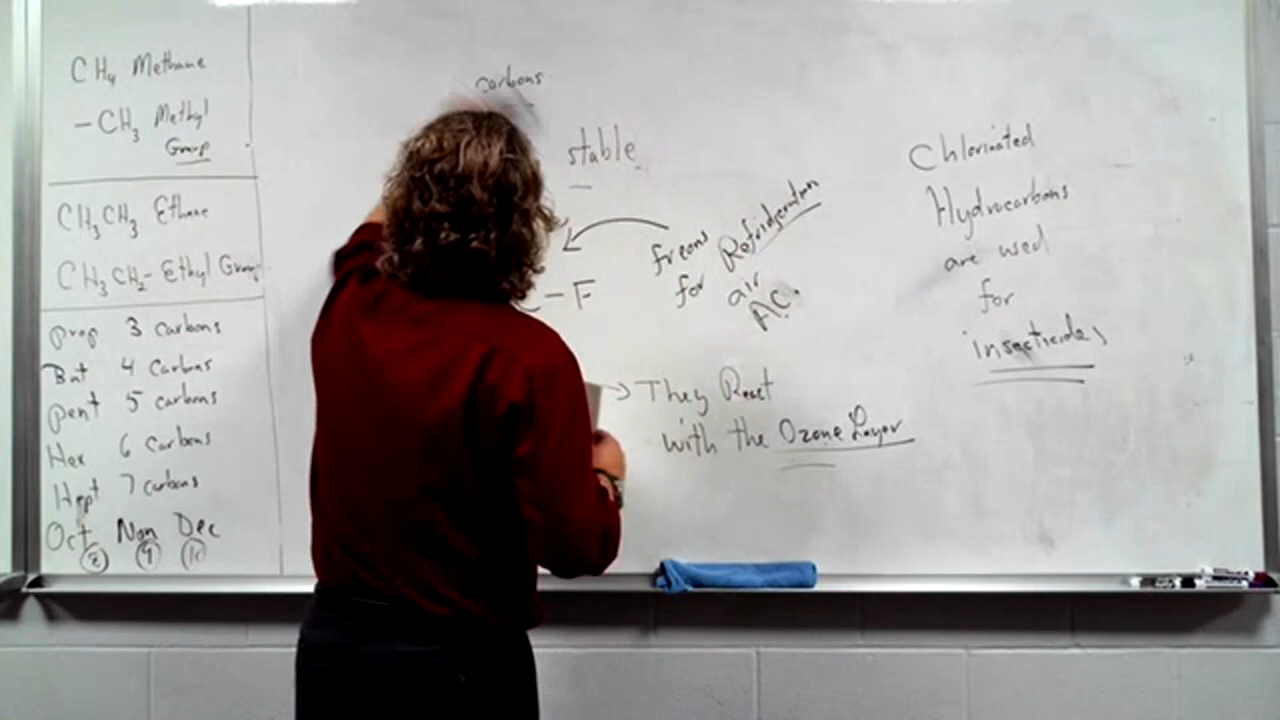 CH4 Methane
-CH3 Methyl
Group
CH3CH3 Ethane
CH3CH2- Ethyl Group
prop 3 carbons
But 4 Carbons
pent 5 carbons
Hex 6 carbons
Hept 7 carbons
Oct Non Dec
8 9 10
carbons
stable
-F
freons Refridgeration
for air
A.C.
→ They React
with the Ozone Layer
Chlorinated
Hydrocarbons
are used
for
insecticides